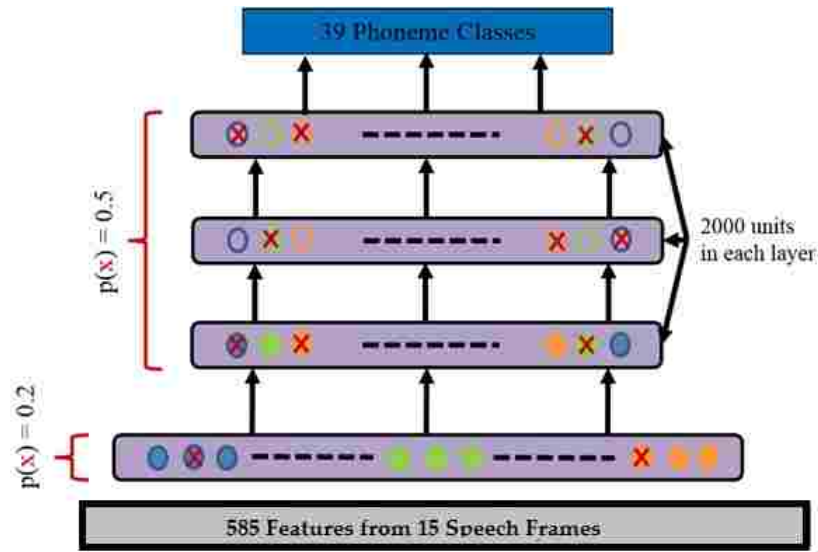 39 Phoneme Classes
p(x) = 0.5
2000 units
in each layer
p(x) = 0.2
585 Features from 15 Speech Frames